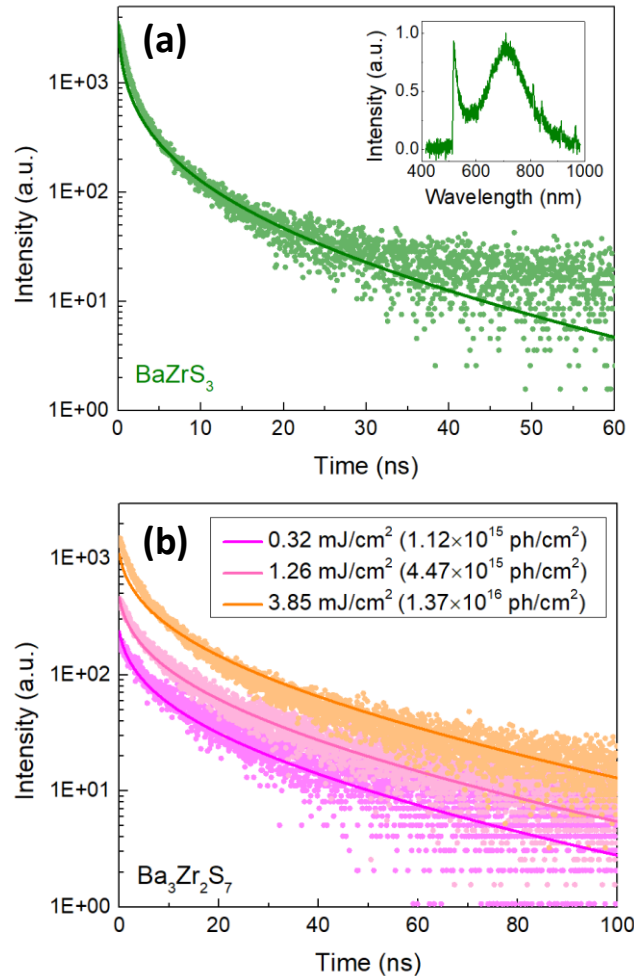 (a)
Intensity (a.u.)
1E+03
1E+02
1E+01
1E+00
0 10 20 30 40 50 60
Time (ns)
BaZrS₃
Intensity (a.u.)
1.0
0.5
0.0
400 600 800 1000
Wavelength (nm)
(b)
0.32 mJ/cm² (1.12×10¹⁵ ph/cm²)
1.26 mJ/cm² (4.47×10¹⁵ ph/cm²)
3.85 mJ/cm² (1.37×10¹⁶ ph/cm²)
Intensity (a.u.)
1E+03
1E+02
1E+01
1E+00
0 20 40 60 80 100
Time (ns)
Ba₃Zr₂S₇